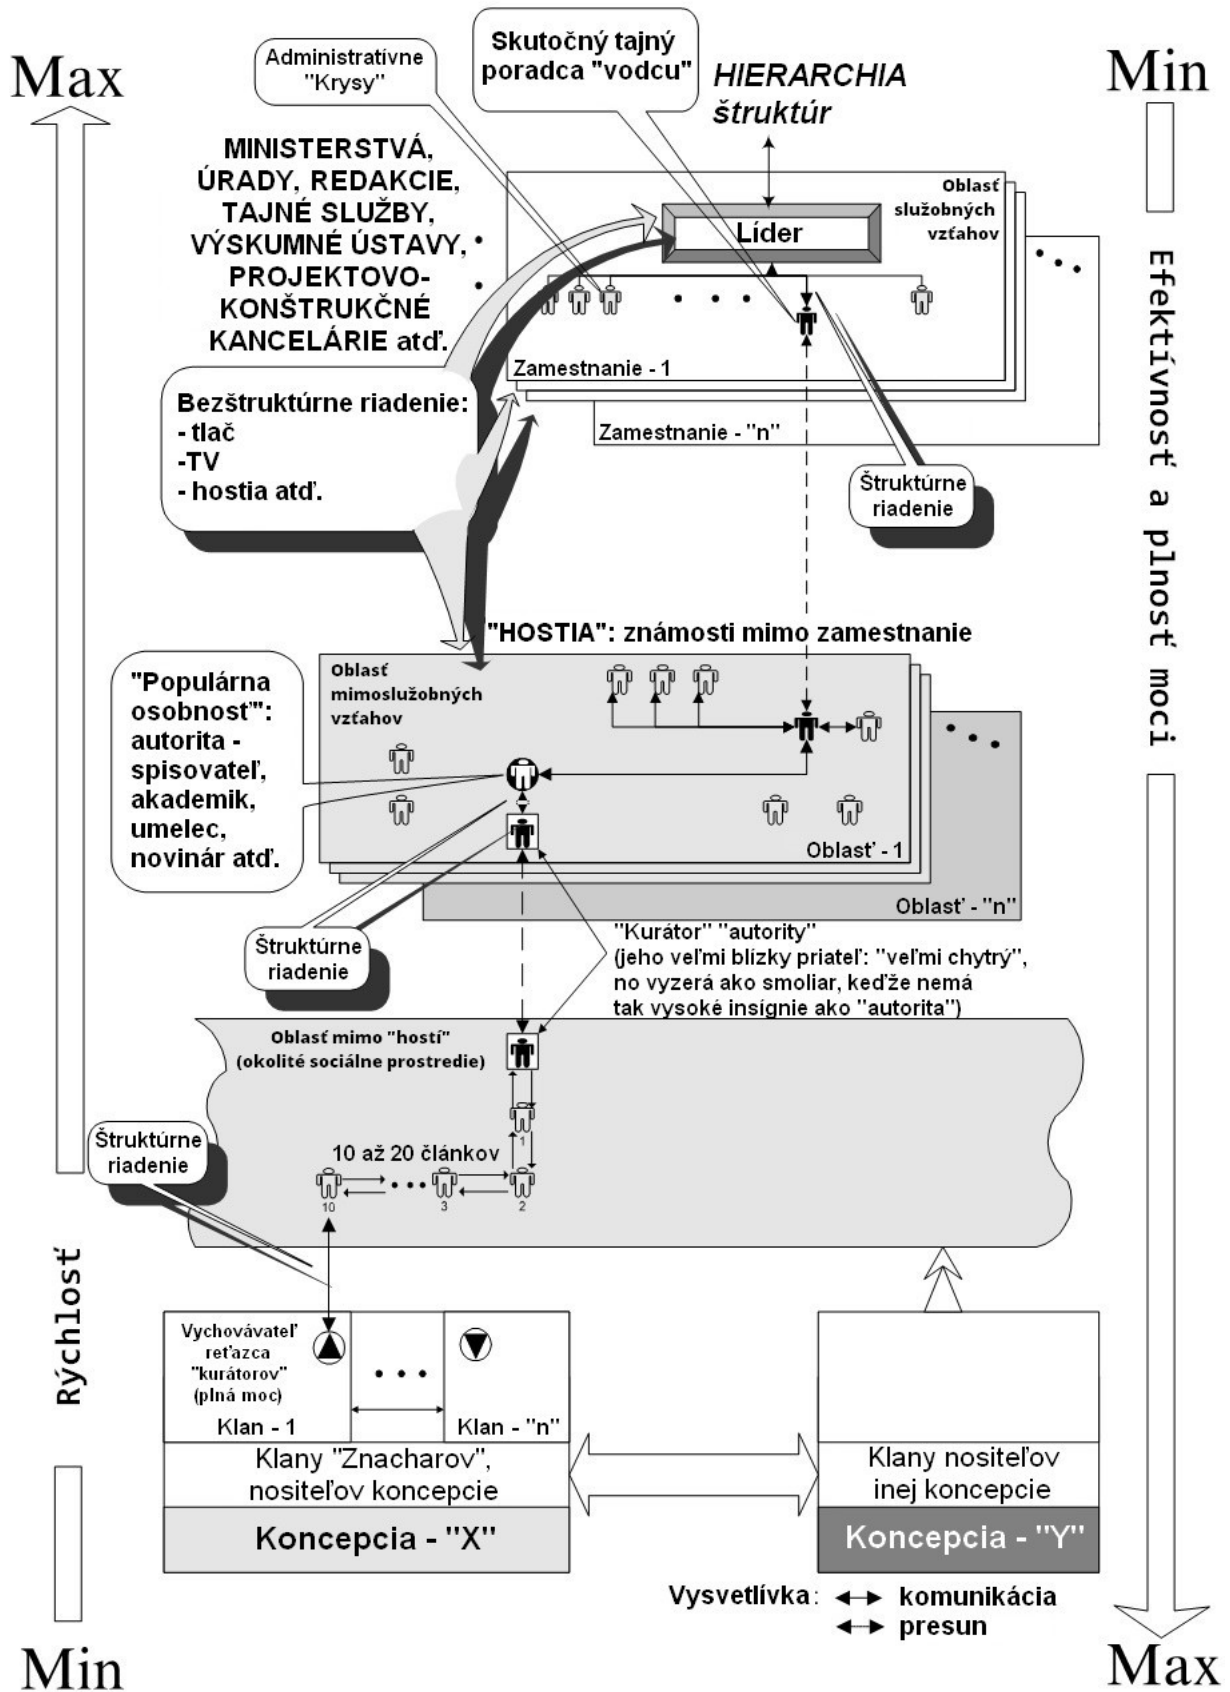 Max
Administratívne
"Krysy"
Skutočný tajný
poradca "vodcu"
HIERARCHIA
štruktúr
Min
MINISTERSTVÁ,
ÚRADY, REDAKCIE,
TAJNÉ SLUŽBY,
VÝSKUMNÉ ÚSTAVY,
PROJEKTOVO-
KONŠTRUKČNÉ
KANCELÁRIE atď.
Oblasť
služobných
vzťahov
Líder
Zamestnanie - 1
Zamestnanie - "n"
Bezštruktúrne riadenie:
- tlač
-TV
- hostia atď.
Štruktúrne
riadenie
Efektívnosť a plnosť moci
"HOSTIA": známosti mimo zamestnanie
Oblasť
mimoslužobných
vzťahov
"Populárna
osobnosť":
autorita -
spisovateľ,
akademik,
umelec,
novinár atď.
Oblasť - 1
Oblasť - "n"
Štruktúrne
riadenie
"Kurátor" "autority"
(jeho veľmi blízky priateľ: "veľmi chytrý",
no vyzerá ako smoliar, keďže nemá
tak vysoké insígnie ako "autorita")
Oblasť mimo "hostí"
(okolité sociálne prostredie)
1
Štruktúrne
riadenie
10 až 20 článkov
10
3
2
Rýchlosť
Vychovávateľ
reťazca
"kurátorov"
(plná moc)
Klan - 1
Klan - "n"
Klany "Znacharov",
nositeľov koncepcie
Koncepcia - "X"
Klany nositeľov
inej koncepcie
Koncepcia - "Y"
Vysvetlívka:
komunikácia
presun
Min
Max